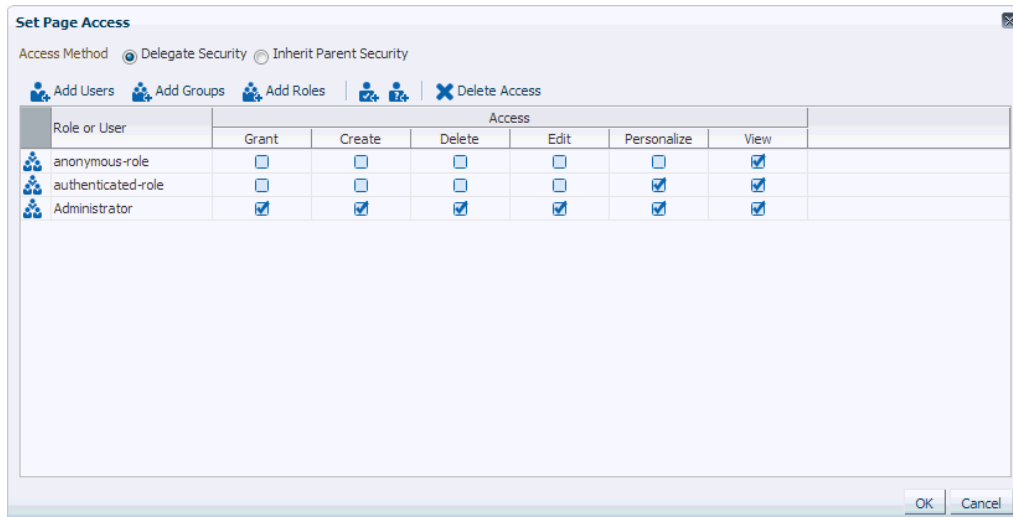 Set Page Access
Access Method Delegate Security Inherit Parent Security
Add Users Add Groups Add Roles Delete Access
Role or User Access
Grant Create Delete Edit Personalize View
anonymous-role
authenticated-role
Administrator
OK Cancel